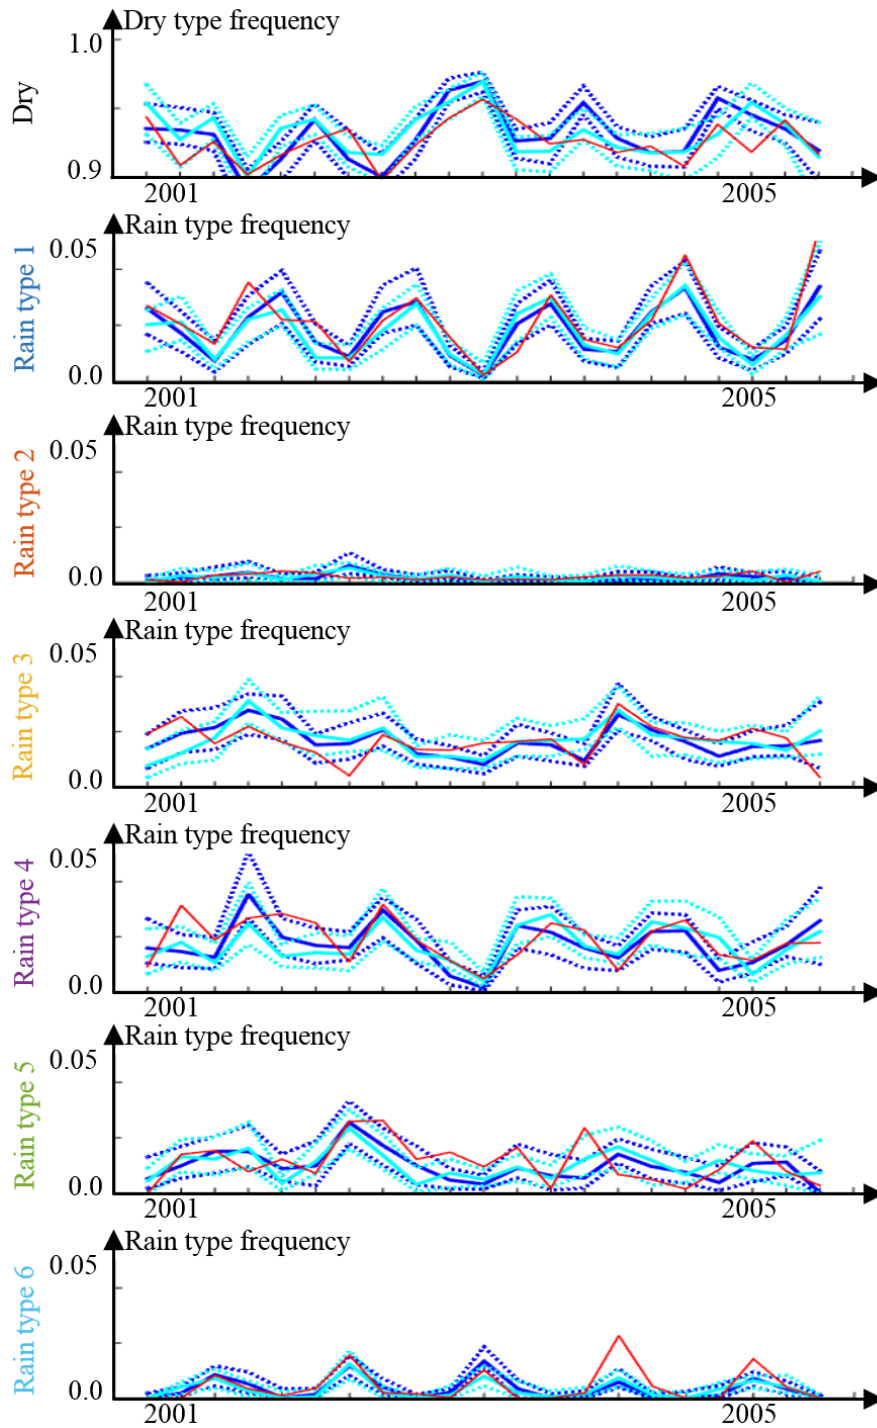 Dry type frequency
1.0
Dry
0.9
2001 2005
Rain type frequency
0.05
Rain type 1
0.0
2001 2005
Rain type frequency
0.05
Rain type 2
0.0
2001 2005
Rain type frequency
0.05
Rain type 3
0.0
2001 2005
Rain type frequency
0.05
Rain type 4
0.0
2001 2005
Rain type frequency
0.05
Rain type 5
0.0
2001 2005
Rain type frequency
0.05
Rain type 6
0.0
2001 2005